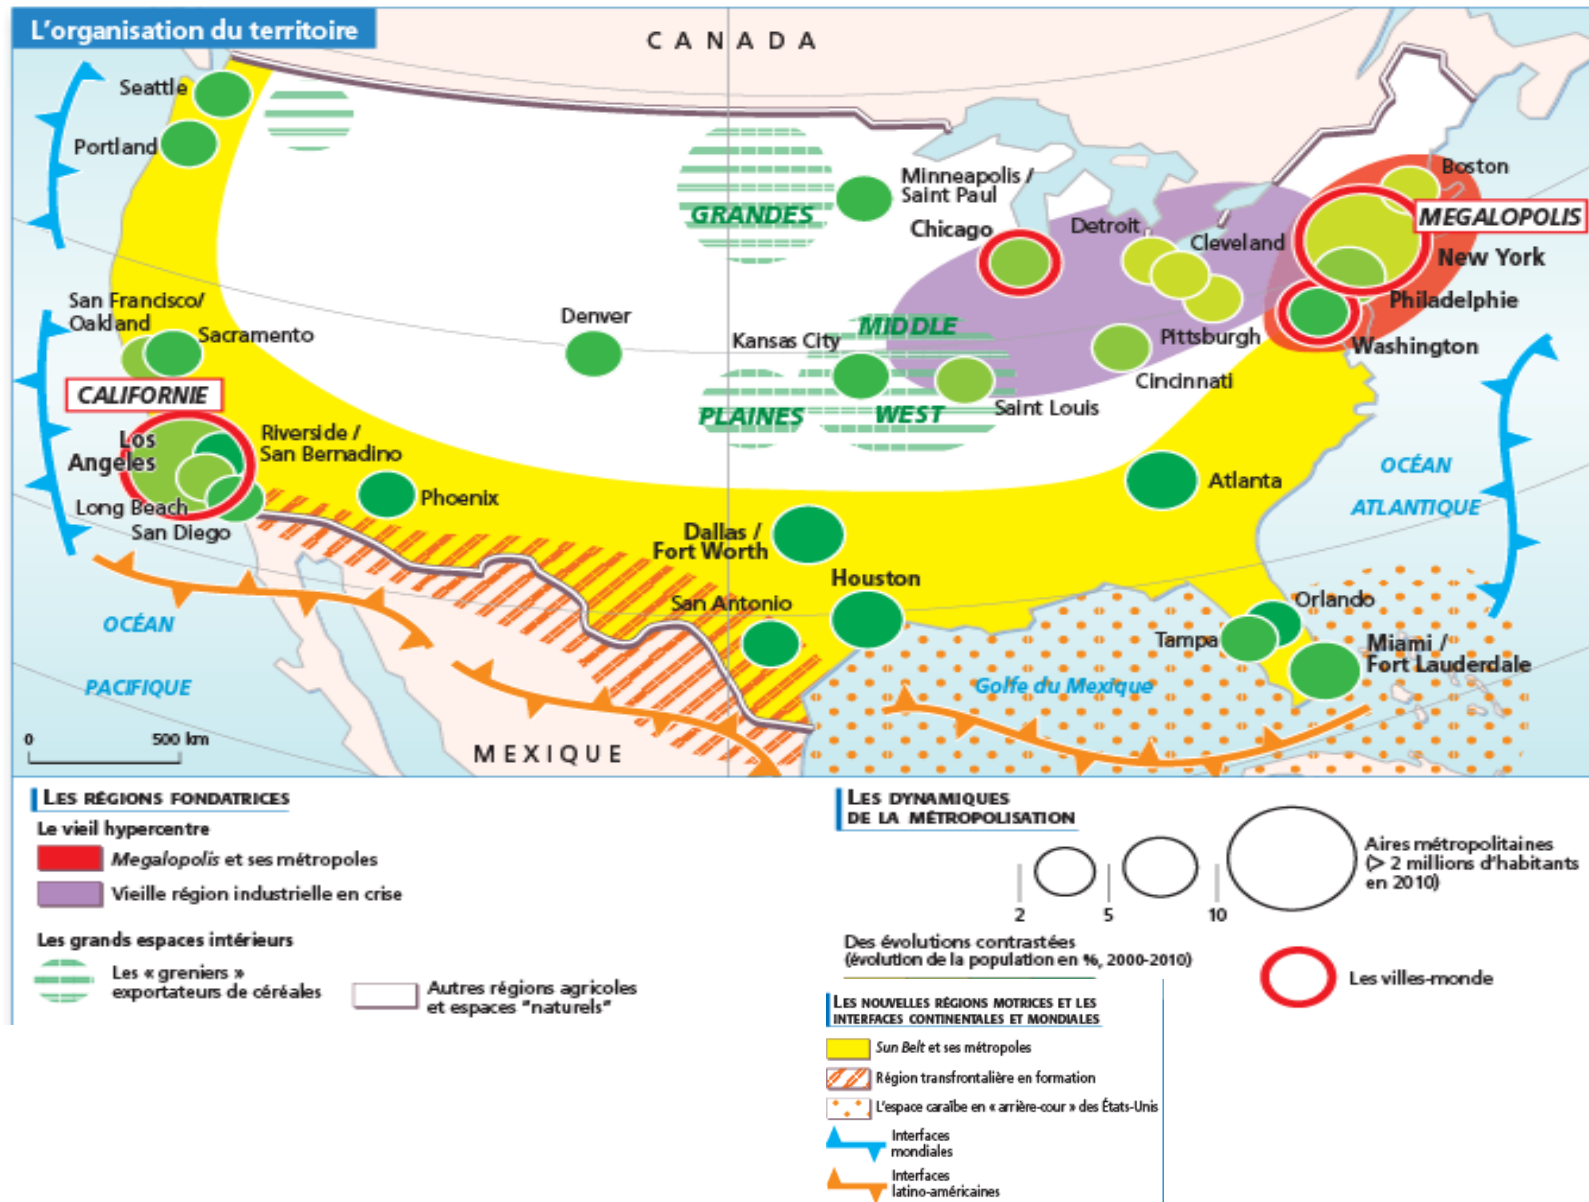 L'organisation du territoire
CANADA
Seattle
Portland
Minneapolis /
Saint Paul
GRANDES
Chicago
Detroit
Cleveland
Boston
MEGALOPOLIS
New York
Philadelphie
Washington
Pittsburgh
Cincinnati
San Francisco/
Oakland
Sacramento
Denver
Kansas City
MIDDLE
WEST
PLAINES
Saint Louis
CALIFORNIE
Los
Angeles
Riverside /
San Bernadino
Long Beach
San Diego
Phoenix
Dallas /
Fort Worth
Houston
San Antonio
Atlanta
OCÉAN
ATLANTIQUE
Orlando
Tampa
Miami /
Fort Lauderdale
Golfe du Mexique
OCÉAN
PACIFIQUE
0 500 km
MEXIQUE
LES RÉGIONS FONDATRICES
Le vieil hypercentre
Megalopolis et ses métropoles
Vieille région industrielle en crise
Les grands espaces intérieurs
Les « greniers »
exportateurs de céréales
Autres régions agricoles
et espaces "naturels"
LES DYNAMIQUES
DE LA MÉTROPOLISATION
2 5 10
Aires métropolitaines
(> 2 millions d'habitants
en 2010)
Des évolutions contrastées
(évolution de la population en %, 2000-2010)
Les villes-monde
LES NOUVELLES RÉGIONS MOTRICES ET LES
INTERFACES CONTINENTALES ET MONDIALES
Sun Belt et ses métropoles
Région transfrontalière en formation
L'espace caraïbe en « arrière-cour » des États-Unis
Interfaces
mondiales
Interfaces
latino-américaines